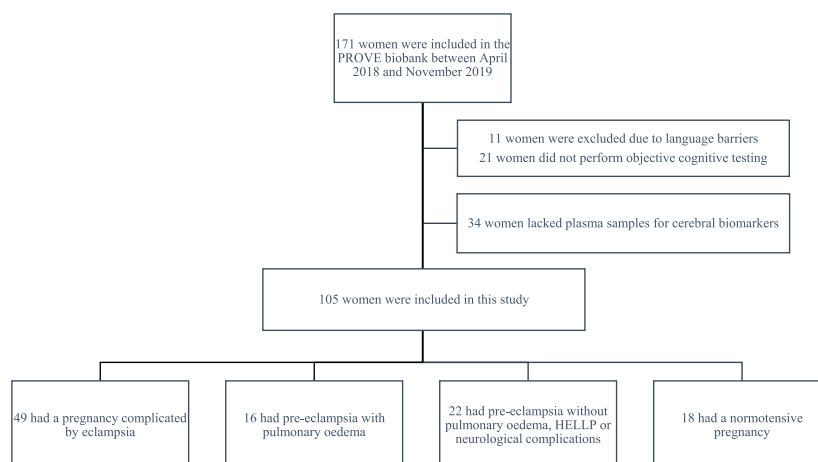 171 women were included in the
PROVE biobank between April
2018 and November 2019
11 women were excluded due to language barriers
21 women did not perform objective cognitive testing
34 women lacked plasma samples for cerebral biomarkers
105 women were included in this study
49 had a pregnancy complicated
by eclampsia
16 had pre-eclampsia with
pulmonary oedema
22 had pre-eclampsia without
pulmonary oedema, HELLP or
neurological complications
18 had a normotensive
pregnancy